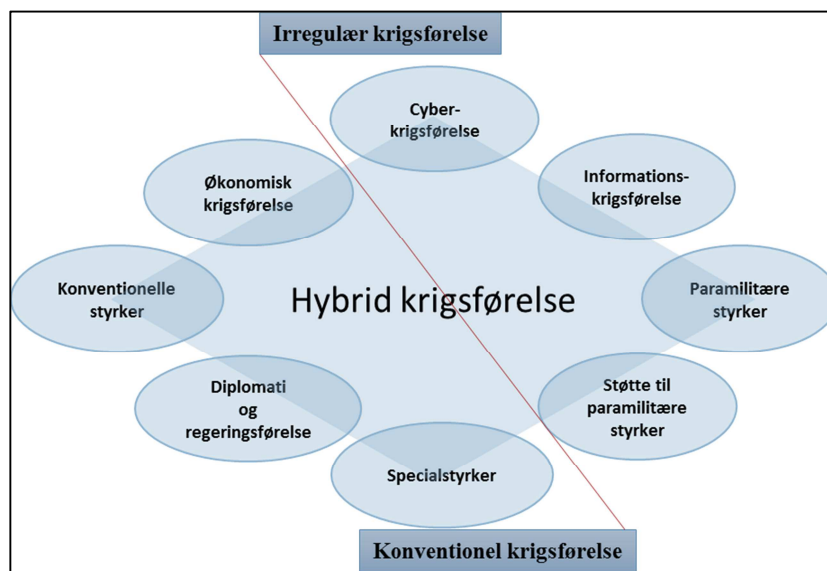 Irregulær krigsførelse
Cyber-
krigsførelse
Økonomisk
krigsførelse
Informations-
krigsførelse
Konventionelle
styrker
Hybrid krigsførelse
Paramilitære
styrker
Diplomati
og
regeringsførelse
Støtte til
paramilitære
styrker
Specialstyrker
Konventionel krigsførelse